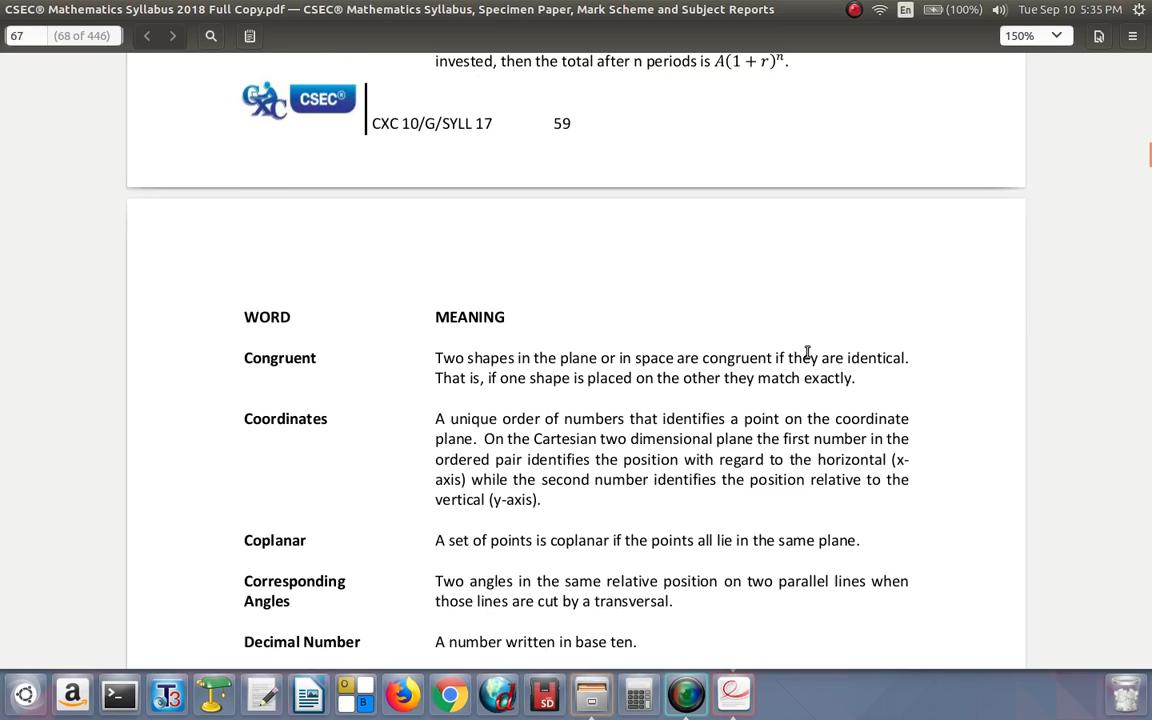 CSEC® Mathematics Syllabus 2018 Full Copy.pdf — CSEC® Mathematics Syllabus, Specimen Paper, Mark Scheme and Subject Reports
En (100%) Tue Sep 10 5:35 PM
67 (68 of 446) 150%
invested, then the total after n periods is A(1 + r)ⁿ.
CXC CSEC®
CXC 10/G/SYLL 17 59
WORD MEANING
Congruent Two shapes in the plane or in space are congruent if they are identical.
That is, if one shape is placed on the other they match exactly.
Coordinates A unique order of numbers that identifies a point on the coordinate
plane. On the Cartesian two dimensional plane the first number in the
ordered pair identifies the position with regard to the horizontal (x-
axis) while the second number identifies the position relative to the
vertical (y-axis).
Coplanar A set of points is coplanar if the points all lie in the same plane.
Corresponding Two angles in the same relative position on two parallel lines when
Angles those lines are cut by a transversal.
Decimal Number A number written in base ten.